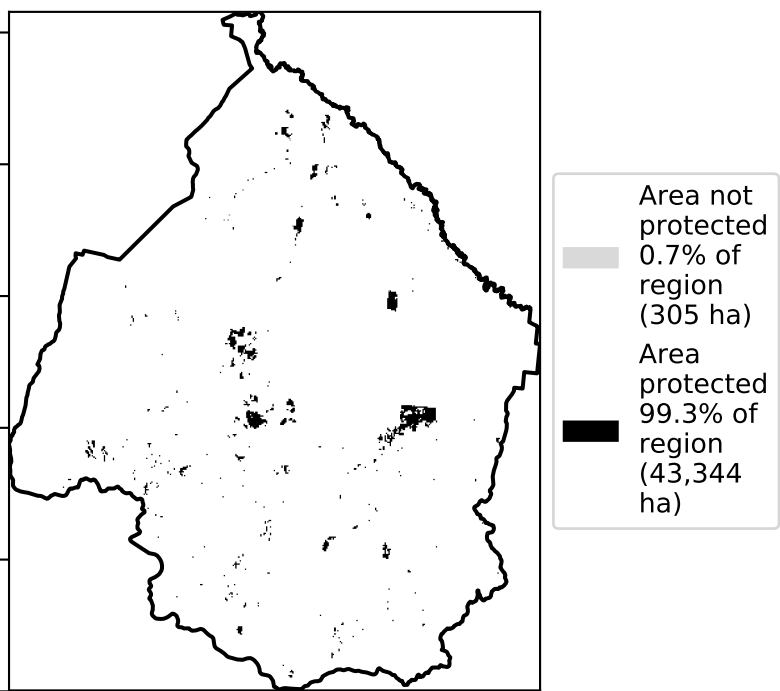 Area not
protected
0.7% of
region
(305 ha)
Area
protected
99.3% of
region
(43,344
ha)